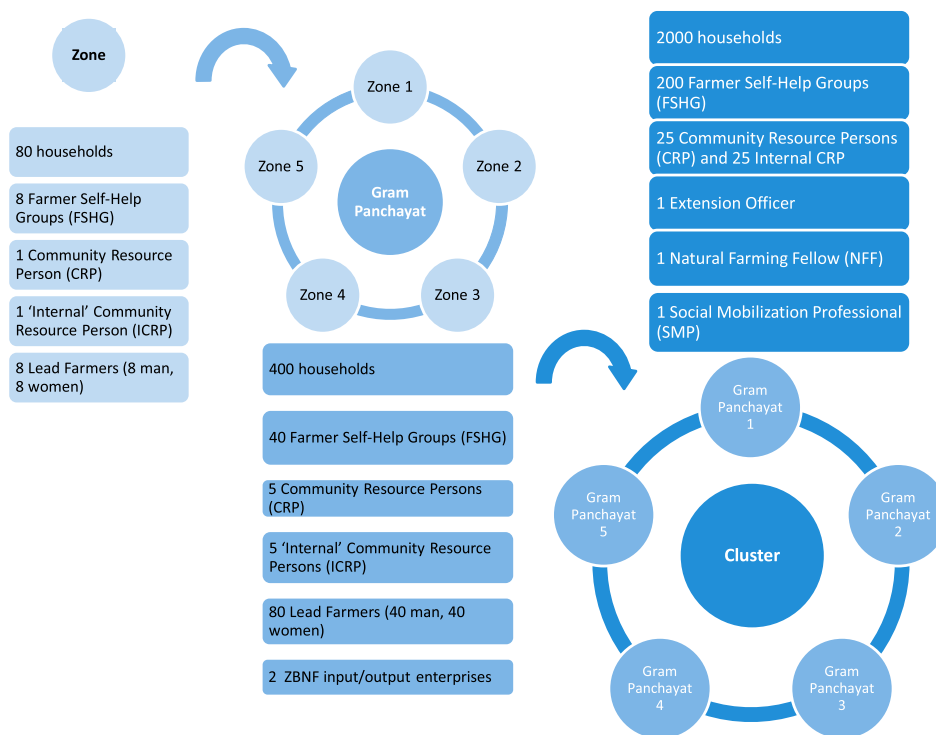 Zone
80 households
8 Farmer Self-Help
Groups (FSHG)
1 Community Resource
Person (CRP)
1 ‘Internal’ Community
Resource Person (ICRP)
8 Lead Farmers (8 man,
8 women)
Zone 1
Zone 2
Zone 3
Zone 4
Zone 5
Gram
Panchayat
400 households
40 Farmer Self-Help Groups (FSHG)
5 Community Resource Persons
(CRP)
5 ‘Internal’ Community Resource
Persons (ICRP)
80 Lead Farmers (40 man, 40
women)
2 ZBNF input/output enterprises
2000 households
200 Farmer Self-Help Groups
(FSHG)
25 Community Resource Persons
(CRP) and 25 Internal CRP
1 Extension Officer
1 Natural Farming Fellow (NFF)
1 Social Mobilization Professional
(SMP)
Gram
Panchayat
1
Gram
Panchayat
2
Gram
Panchayat
3
Gram
Panchayat
4
Gram
Panchayat
5
Cluster